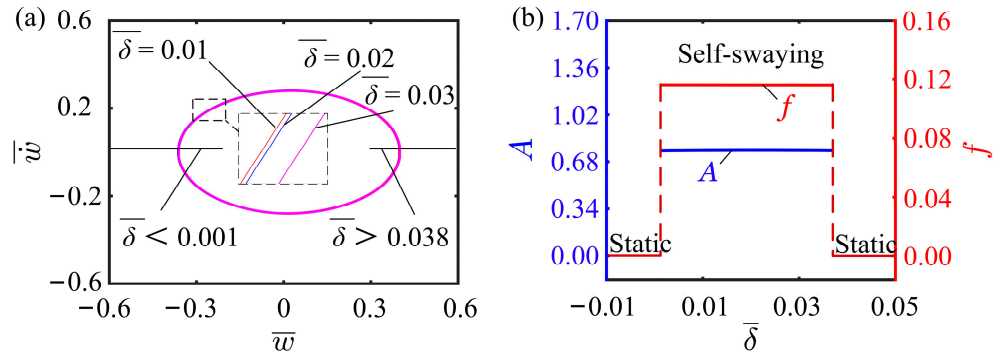 (a)
0.6
0.2
−0.2
−0.6
−0.6
−0.3
0
0.3
0.6
w̅
ẇ̅
δ̅ = 0.01
δ̅ = 0.02
δ̅ = 0.03
δ̅ < 0.001
δ̅ > 0.038
(b)
1.70
1.36
1.02
0.68
0.34
0.00
A
0.16
0.12
0.08
0.04
0.00
f
Self-swaying
f
A
Static
Static
−0.01
0.01
0.03
0.05
δ̅